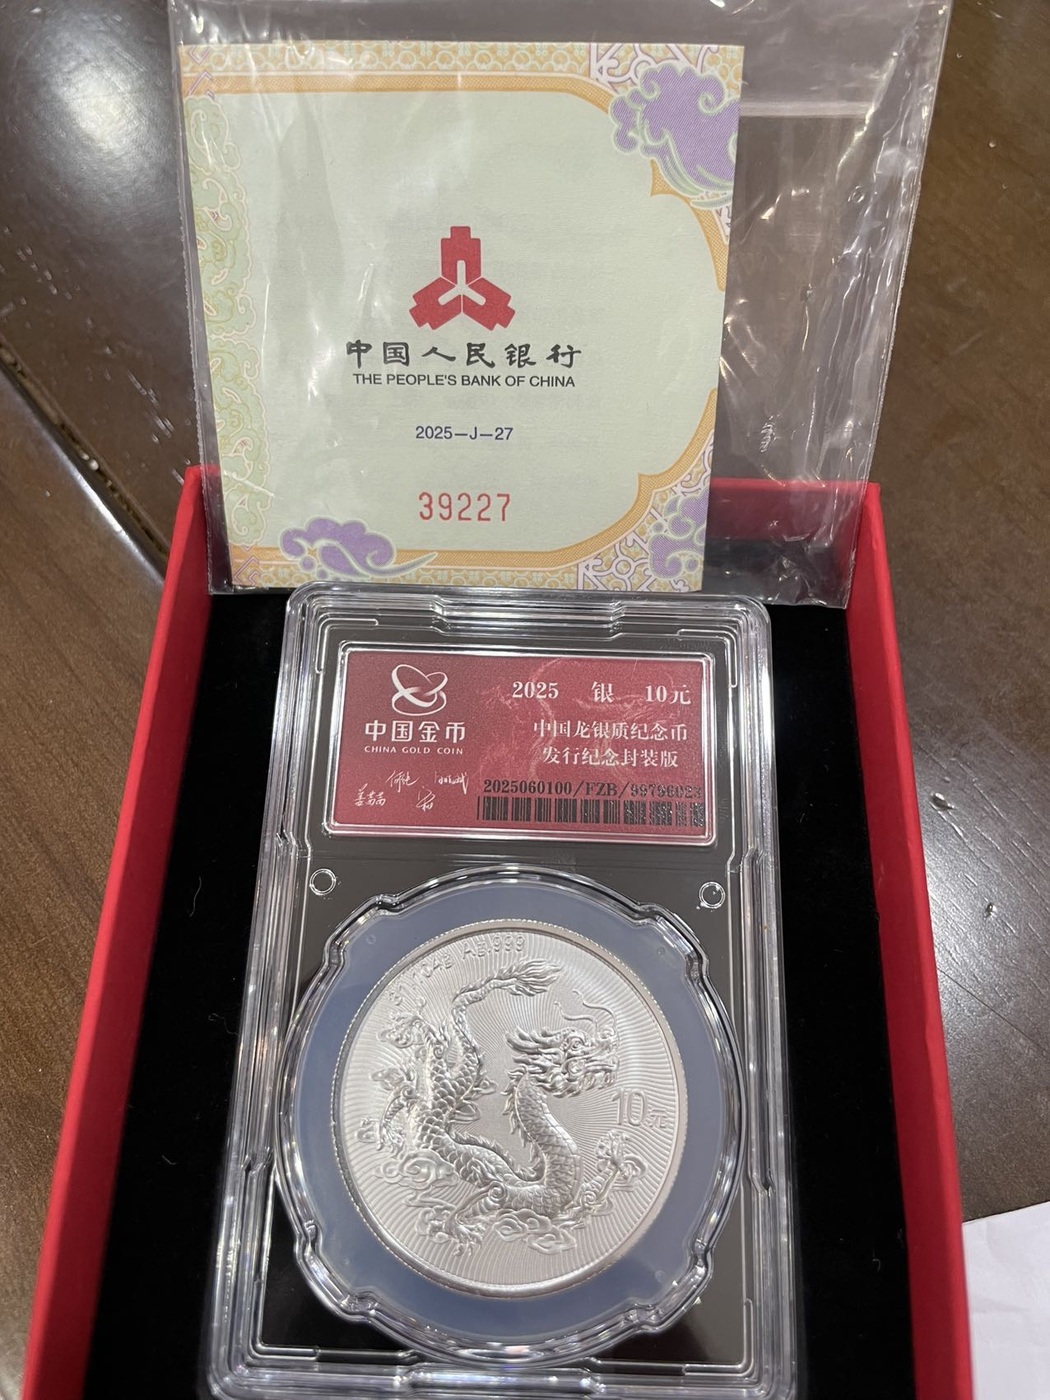 中国人民银行
THE PEOPLE'S BANK OF CHINA
2025—J—27
39227
中国金币
CHINA GOLD COIN
2025 银 10元
中国龙银质纪念币
发行纪念封装版
2025060100/FZB/99796023
Ag999
10元